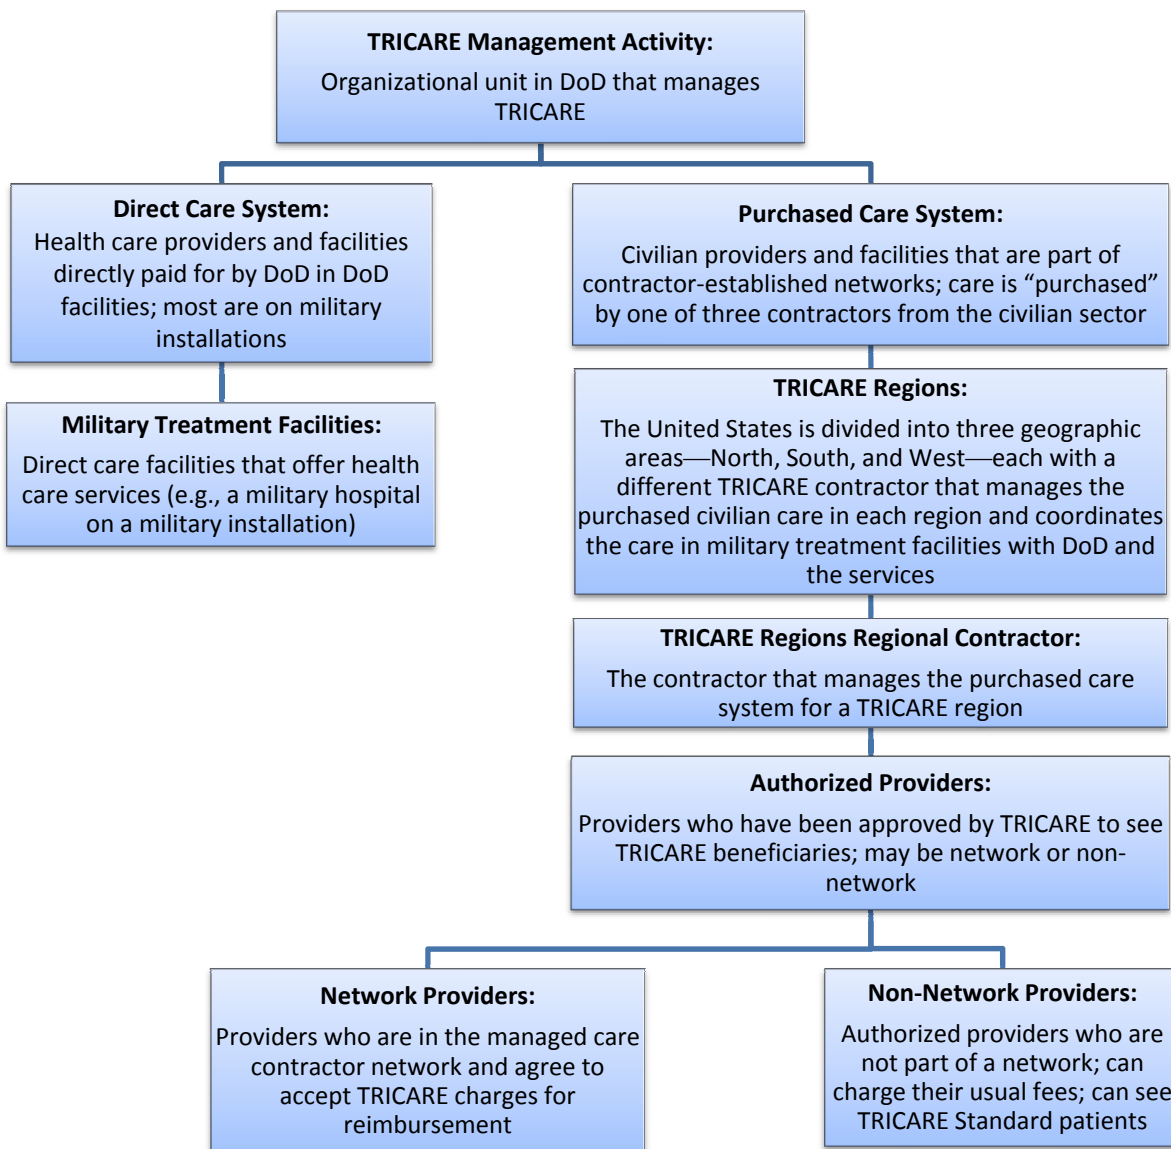 TRICARE Management Activity:
Organizational unit in DoD that manages
TRICARE
Direct Care System:
Health care providers and facilities
directly paid for by DoD in DoD
facilities; most are on military
installations
Military Treatment Facilities:
Direct care facilities that offer health
care services (e.g., a military hospital
on a military installation)
Purchased Care System:
Civilian providers and facilities that are part of
contractor-established networks; care is “purchased”
by one of three contractors from the civilian sector
TRICARE Regions:
The United States is divided into three geographic
areas—North, South, and West—each with a
different TRICARE contractor that manages the
purchased civilian care in each region and coordinates
the care in military treatment facilities with DoD and
the services
TRICARE Regions Regional Contractor:
The contractor that manages the purchased care
system for a TRICARE region
Authorized Providers:
Providers who have been approved by TRICARE to see
TRICARE beneficiaries; may be network or non-
network
Network Providers:
Providers who are in the managed care
contractor network and agree to
accept TRICARE charges for
reimbursement
Non-Network Providers:
Authorized providers who are
not part of a network; can
charge their usual fees; can see
TRICARE Standard patients